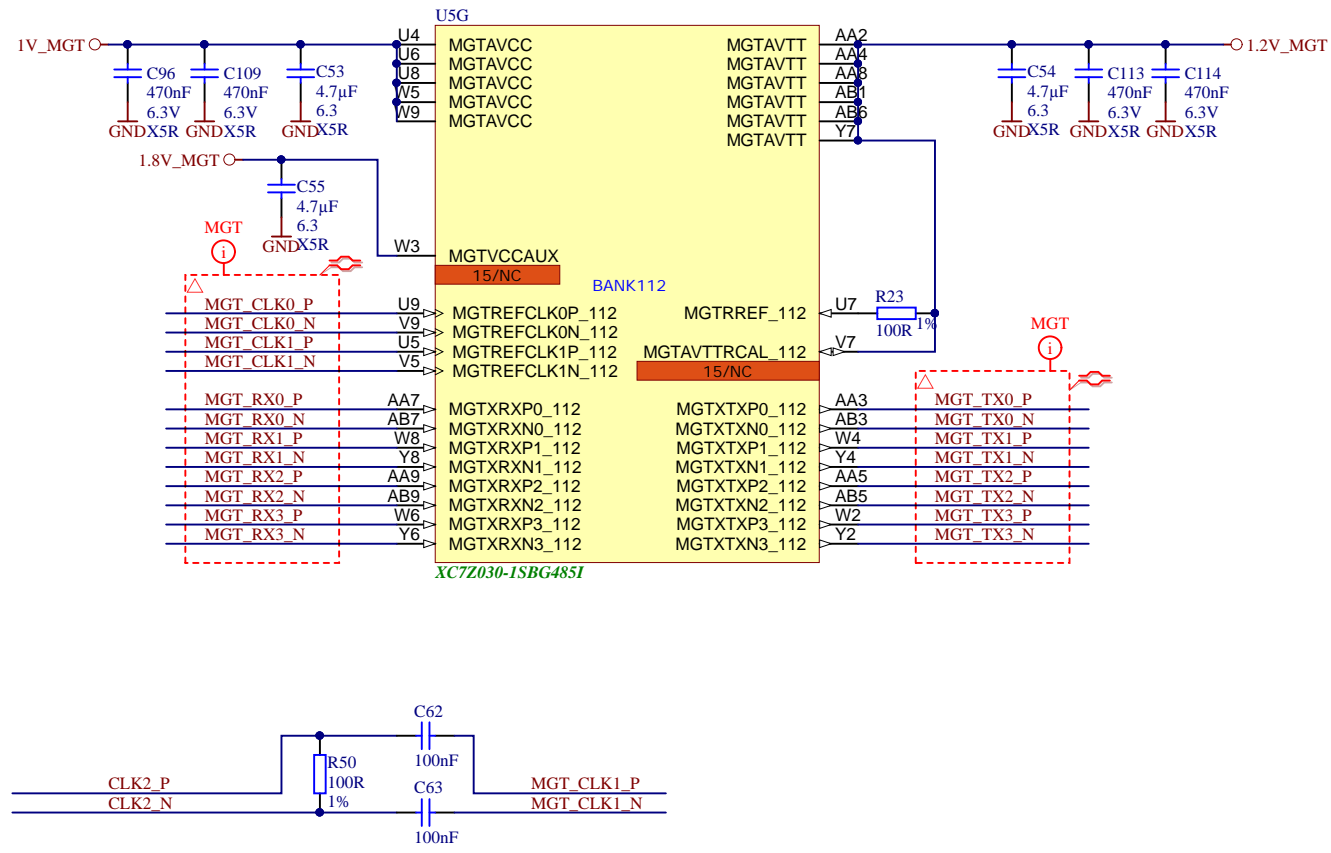 U5G
1V_MGT
C96
470nF
6.3V
X5R
GND
C109
470nF
6.3V
X5R
GND
C53
4.7µF
6.3
X5R
GND
U4 MGTAVCC
U6 MGTAVCC
U8 MGTAVCC
W5 MGTAVCC
W9 MGTAVCC
MGTAVTT AA2
MGTAVTT AA4
MGTAVTT AA8
MGTAVTT AB1
MGTAVTT AB6
MGTAVTT Y7
1.2V_MGT
C54
4.7µF
6.3
X5R
GND
C113
470nF
6.3V
X5R
GND
C114
470nF
6.3V
X5R
GND
1.8V_MGT
C55
4.7µF
6.3
X5R
GND
W3 MGTVCCAUX
15/NC
BANK112
MGT
i
MGT_CLK0_P U9 MGTREFCLK0P_112
MGT_CLK0_N V9 MGTREFCLK0N_112
MGT_CLK1_P U5 MGTREFCLK1P_112
MGT_CLK1_N V5 MGTREFCLK1N_112
MGTRREF_112 U7
R23
100R
1%
MGTAVTTRCAL_112 V7
15/NC
MGT
i
MGT_RX0_P AA7 MGTXRXP0_112
MGT_RX0_N AB7 MGTXRXN0_112
MGT_RX1_P W8 MGTXRXP1_112
MGT_RX1_N Y8 MGTXRXN1_112
MGT_RX2_P AA9 MGTXRXP2_112
MGT_RX2_N AB9 MGTXRXN2_112
MGT_RX3_P W6 MGTXRXP3_112
MGT_RX3_N Y6 MGTXRXN3_112
MGTXTXP0_112 AA3 MGT_TX0_P
MGTXTXN0_112 AB3 MGT_TX0_N
MGTXTXP1_112 W4 MGT_TX1_P
MGTXTXN1_112 Y4 MGT_TX1_N
MGTXTXP2_112 AA5 MGT_TX2_P
MGTXTXN2_112 AB5 MGT_TX2_N
MGTXTXP3_112 W2 MGT_TX3_P
MGTXTXN3_112 Y2 MGT_TX3_N
XC7Z030-1SBG485I
C62
100nF
R50
100R
1%
C63
100nF
CLK2_P
CLK2_N
MGT_CLK1_P
MGT_CLK1_N